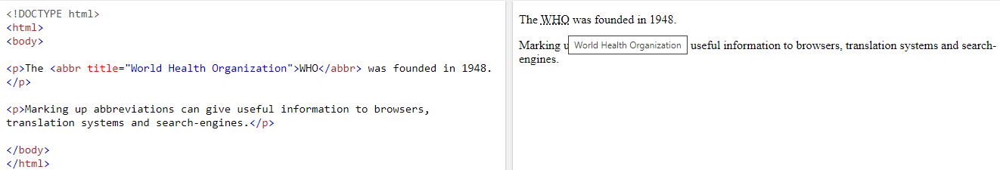 <!DOCTYPE html>
<html>
<body>
<p>The <abbr title="World Health Organization">WHO</abbr> was founded in 1948.
</p>
<p>Marking up abbreviations can give useful information to browsers,
translation systems and search-engines.</p>
</body>
</html>
The WHO was founded in 1948.
Marking u
World Health Organization
useful information to browsers, translation systems and search-
engines.